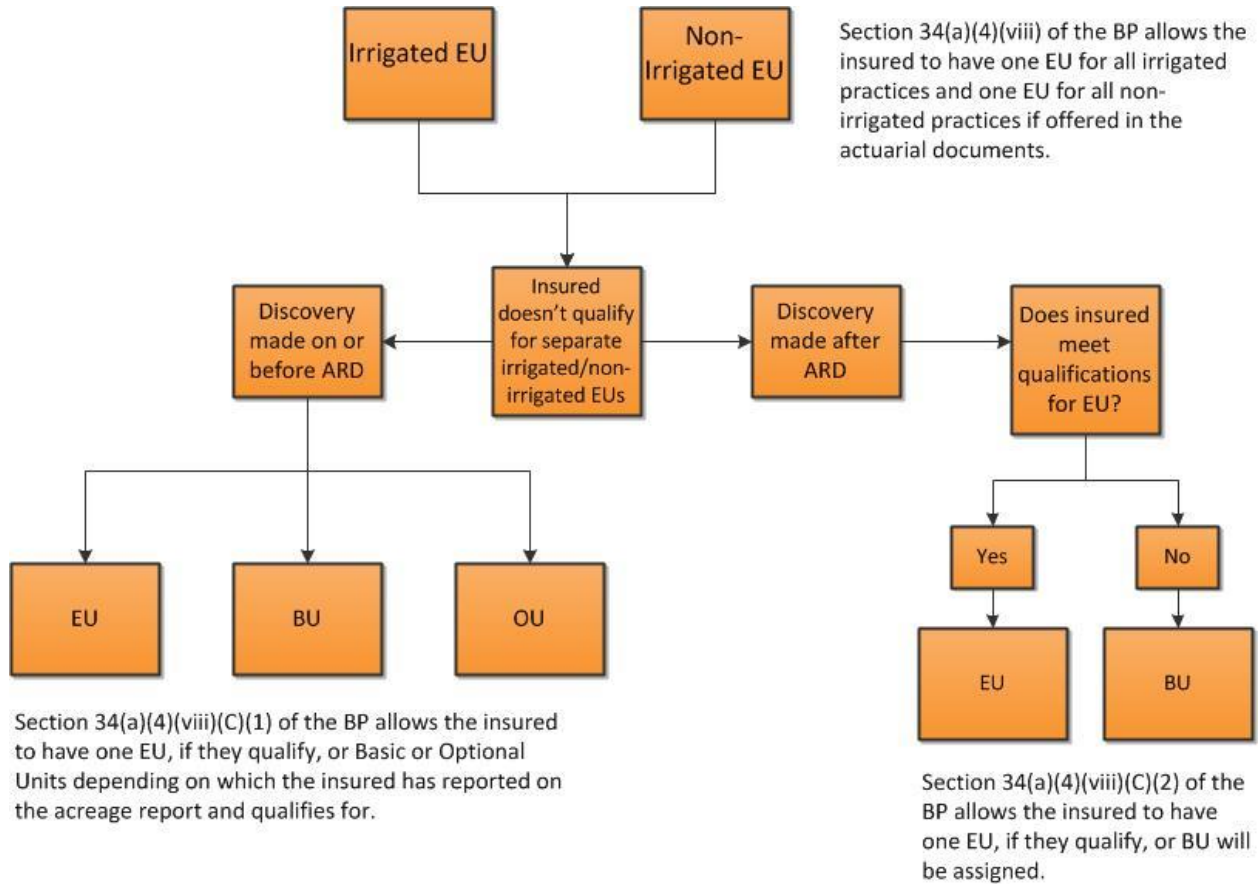 Irrigated EU
Non-
Irrigated EU
Section 34(a)(4)(viii) of the BP allows the
insured to have one EU for all irrigated
practices and one EU for all non-
irrigated practices if offered in the
actuarial documents.
Discovery
made on or
before ARD
Insured
doesn't qualify
for separate
irrigated/non-
irrigated EUs
Discovery
made after
ARD
Does insured
meet
qualifications
for EU?
Yes
No
EU
BU
OU
EU
BU
Section 34(a)(4)(viii)(C)(1) of the BP allows the insured
to have one EU, if they qualify, or Basic or Optional
Units depending on which the insured has reported on
the acreage report and qualifies for.
Section 34(a)(4)(viii)(C)(2) of the
BP allows the insured to have
one EU, if they qualify, or BU will
be assigned.